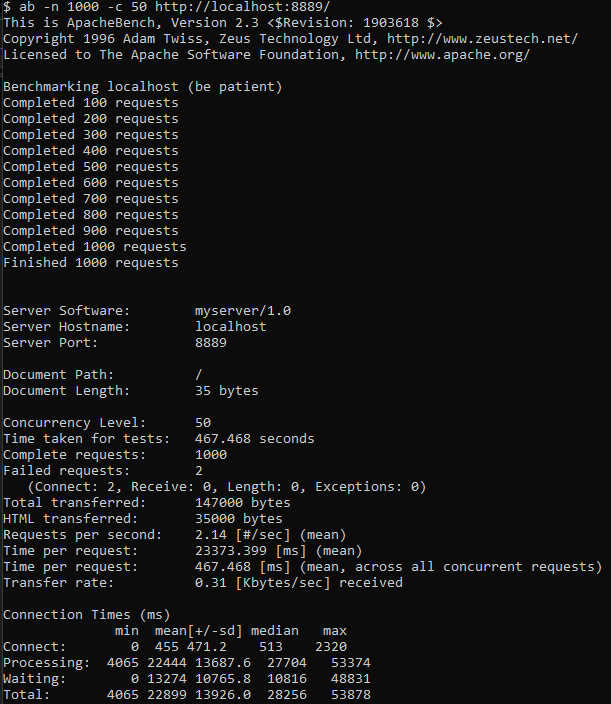 $ ab -n 1000 -c 50 http://localhost:8889/
This is ApacheBench, Version 2.3 <$Revision: 1903618 $>
Copyright 1996 Adam Twiss, Zeus Technology Ltd, http://www.zeustech.net/
Licensed to The Apache Software Foundation, http://www.apache.org/

Benchmarking localhost (be patient)
Completed 100 requests
Completed 200 requests
Completed 300 requests
Completed 400 requests
Completed 500 requests
Completed 600 requests
Completed 700 requests
Completed 800 requests
Completed 900 requests
Completed 1000 requests
Finished 1000 requests


Server Software:        myserver/1.0
Server Hostname:        localhost
Server Port:            8889

Document Path:          /
Document Length:        35 bytes

Concurrency Level:      50
Time taken for tests:   467.468 seconds
Complete requests:      1000
Failed requests:        2
   (Connect: 2, Receive: 0, Length: 0, Exceptions: 0)
Total transferred:      147000 bytes
HTML transferred:       35000 bytes
Requests per second:    2.14 [#/sec] (mean)
Time per request:       23373.399 [ms] (mean)
Time per request:       467.468 [ms] (mean, across all concurrent requests)
Transfer rate:          0.31 [Kbytes/sec] received

Connection Times (ms)
              min  mean[+/-sd] median   max
Connect:        0  455 471.2    513    2320
Processing:  4065 22444 13687.6  27704   53374
Waiting:        0 13274 10765.8  10816   48831
Total:       4065 22899 13926.0  28256   53878